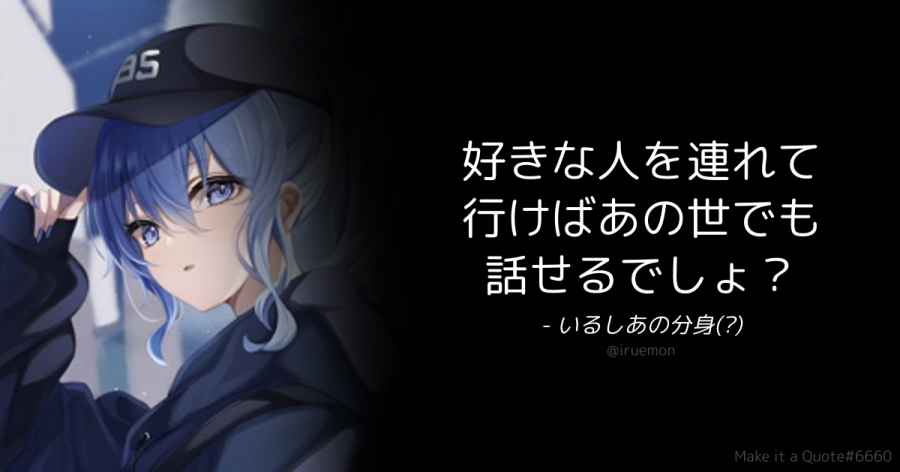 as
好きな人を連れて
行けばあの世でも
話せるでしょ？
- いるしあの分身(?)
@iruemon
Make it a Quote#6660